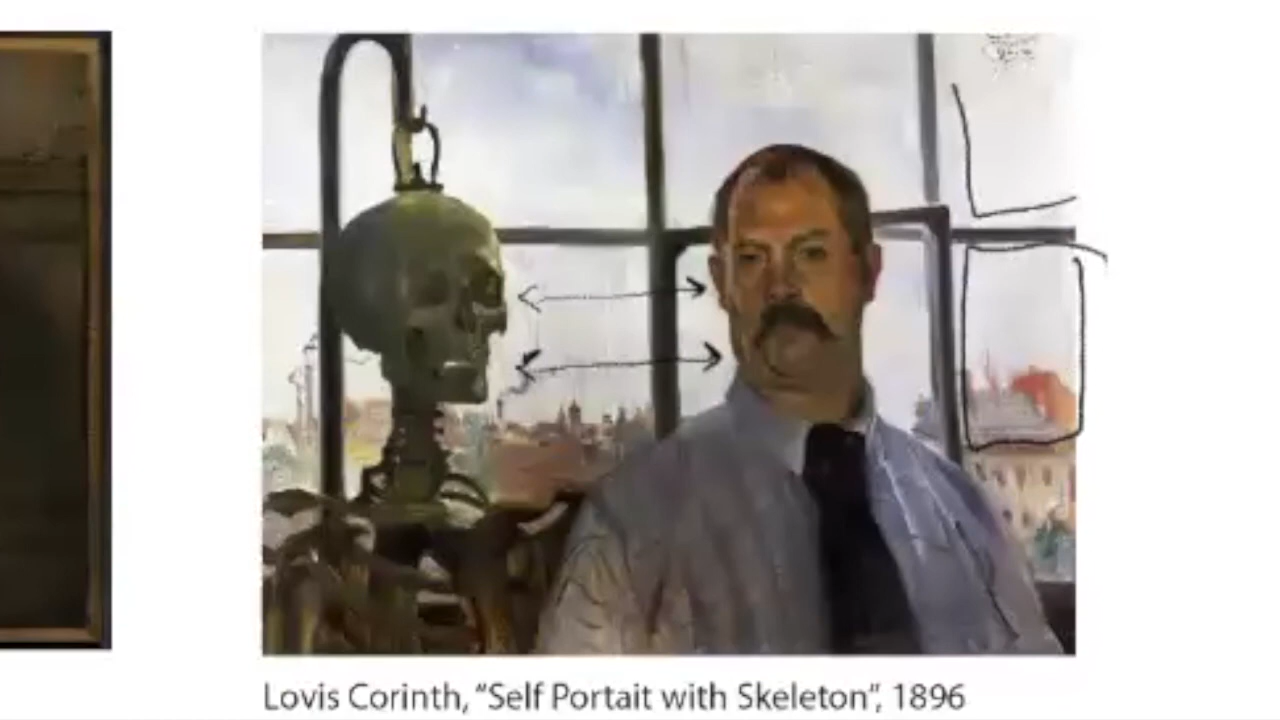 Lovis Corinth, “Self Portait with Skeleton”, 1896